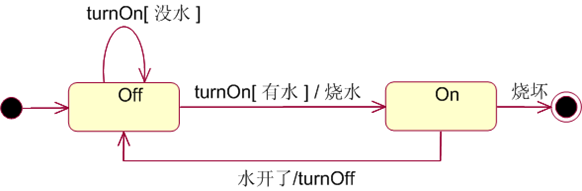 turnOn[ 没水 ]
Off
turnOn[ 有水 ] / 烧水
On
烧坏
水开了/turnOff